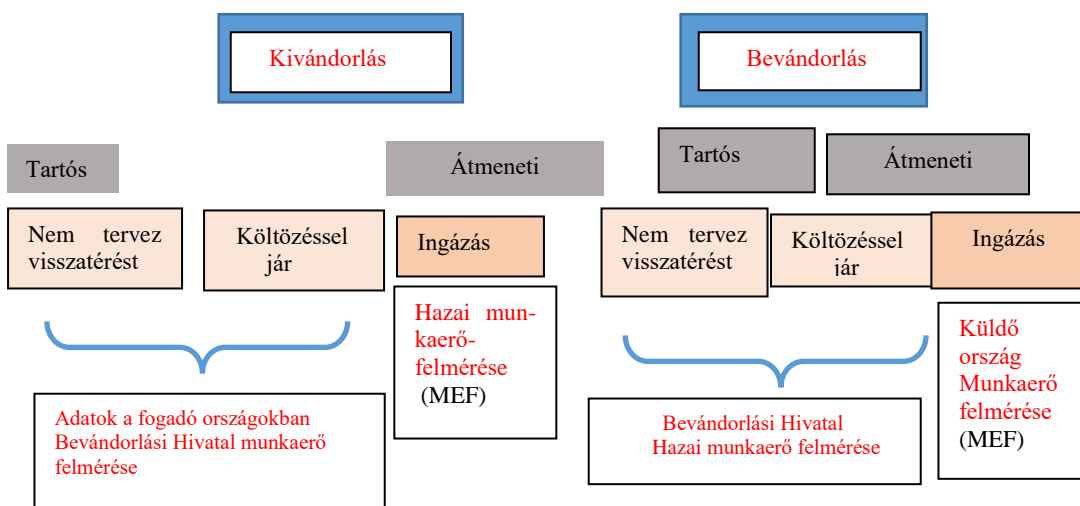 Kivándorlás
Bevándorlás
Tartós
Átmeneti
Tartós
Átmeneti
Nem tervez
visszatérést
Költözéssel
jár
Ingázás
Nem tervez
visszatérést
Költözéssel
jár
Ingázás
Hazai mun-
kaerő-
felmérése
(MEF)
Küldő
ország
Munkaerő
felmérése
(MEF)
Adatok a fogadó országokban
Bevándorlási Hivatal munkaerő
felmérése
Bevándorlási Hivatal
Hazai munkaerő felmérése